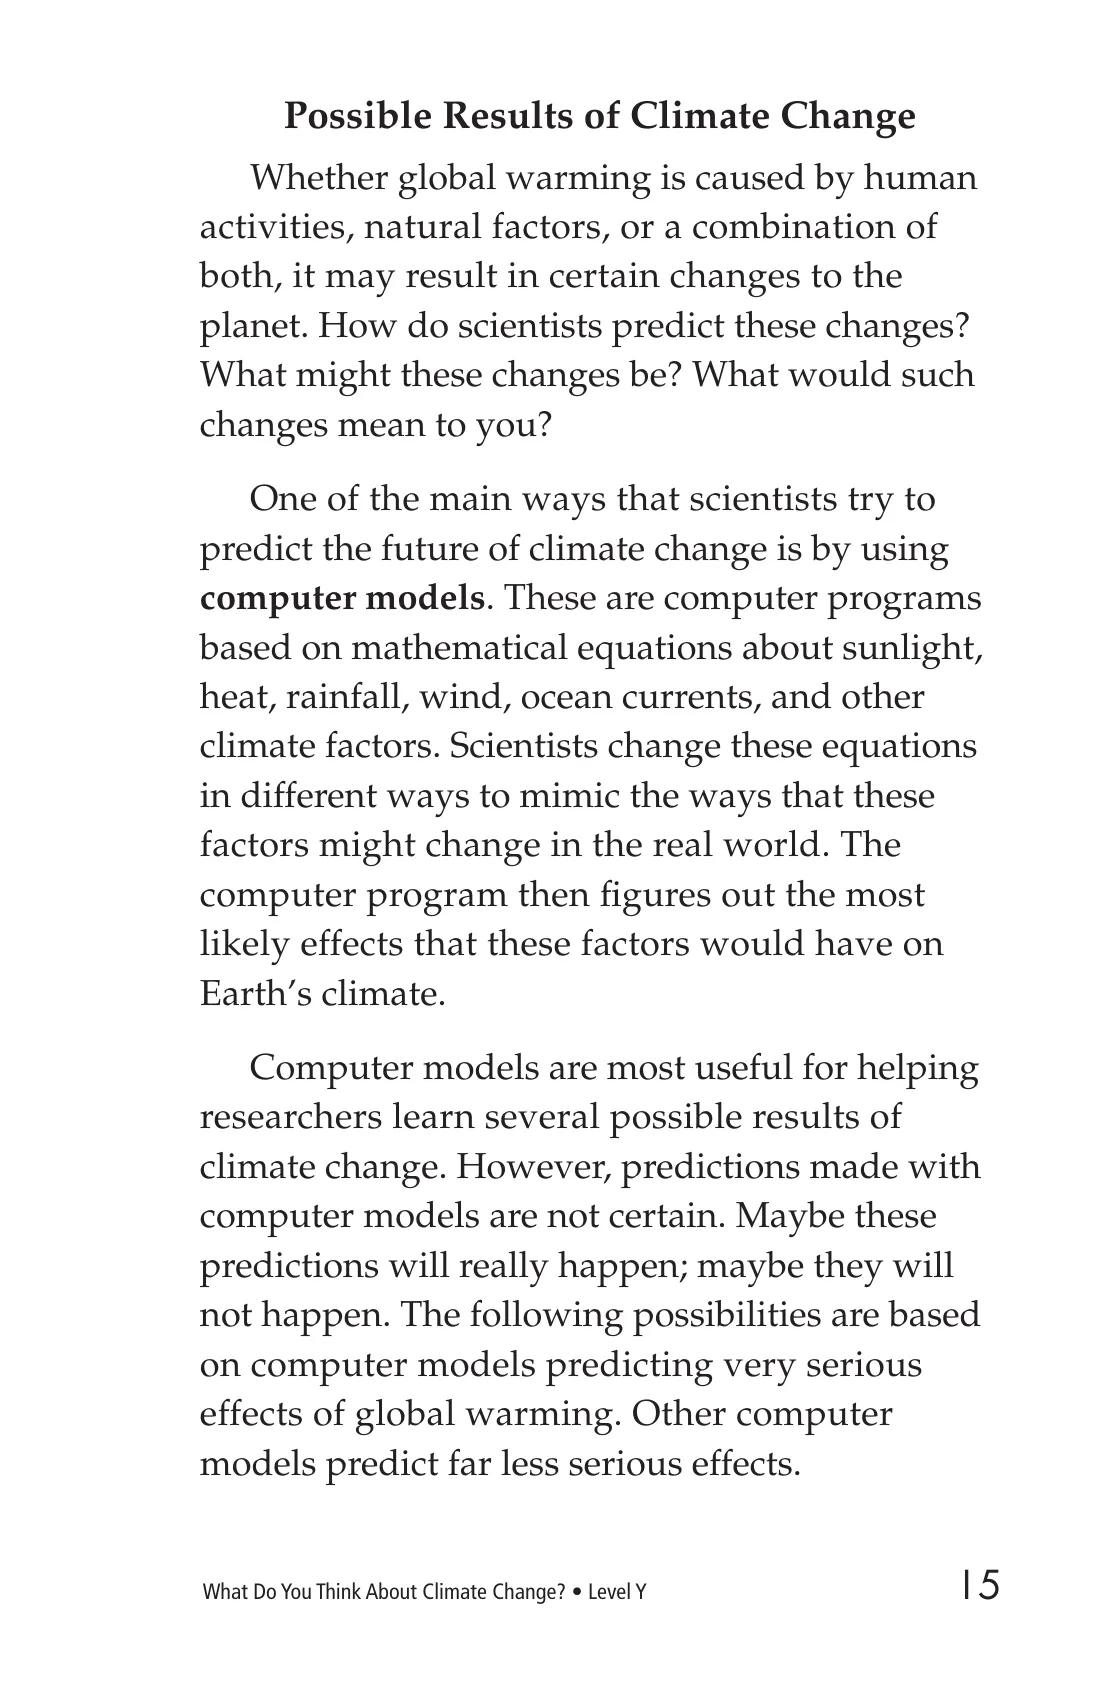 Possible Results of Climate Change
Whether global warming is caused by human
activities, natural factors, or a combination of
both, it may result in certain changes to the
planet. How do scientists predict these changes?
What might these changes be? What would such
changes mean to you?
One of the main ways that scientists try to
predict the future of climate change is by using
computer models. These are computer programs
based on mathematical equations about sunlight,
heat, rainfall, wind, ocean currents, and other
climate factors. Scientists change these equations
in different ways to mimic the ways that these
factors might change in the real world. The
computer program then figures out the most
likely effects that these factors would have on
Earth’s climate.
Computer models are most useful for helping
researchers learn several possible results of
climate change. However, predictions made with
computer models are not certain. Maybe these
predictions will really happen; maybe they will
not happen. The following possibilities are based
on computer models predicting very serious
effects of global warming. Other computer
models predict far less serious effects.
What Do You Think About Climate Change? • Level Y 15